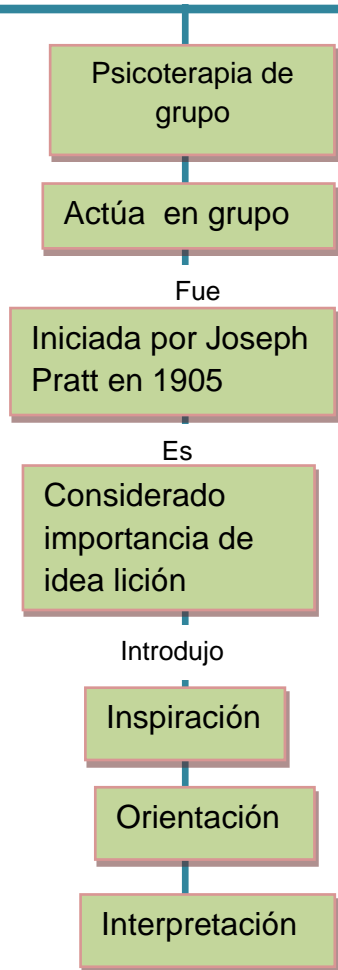 Psicoterapia de
grupo
Actúa  en grupo
Fue
Iniciada por Joseph
Pratt en 1905
Es
Considerado
importancia de
idea lición
Introdujo
Inspiración
Orientación
Interpretación